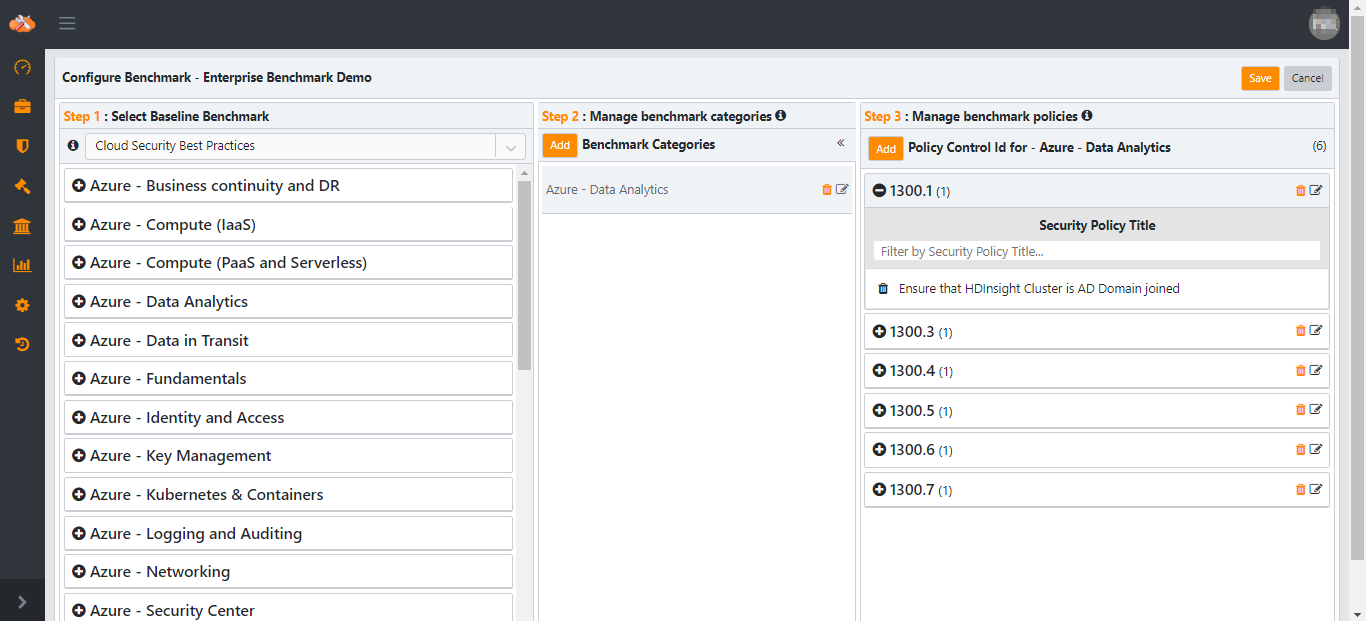 Configure Benchmark - Enterprise Benchmark Demo
Save
Cancel
Step 1 : Select Baseline Benchmark
Cloud Security Best Practices
Azure - Business continuity and DR
Azure - Compute (IaaS)
Azure - Compute (PaaS and Serverless)
Azure - Data Analytics
Azure - Data in Transit
Azure - Fundamentals
Azure - Identity and Access
Azure - Key Management
Azure - Kubernetes & Containers
Azure - Logging and Auditing
Azure - Networking
Azure - Security Center
Step 2 : Manage benchmark categories
Add Benchmark Categories «
Azure - Data Analytics
Step 3 : Manage benchmark policies
Add Policy Control Id for - Azure - Data Analytics (6)
1300.1 (1)
Security Policy Title
Filter by Security Policy Title...
Ensure that HDInsight Cluster is AD Domain joined
1300.3 (1)
1300.4 (1)
1300.5 (1)
1300.6 (1)
1300.7 (1)